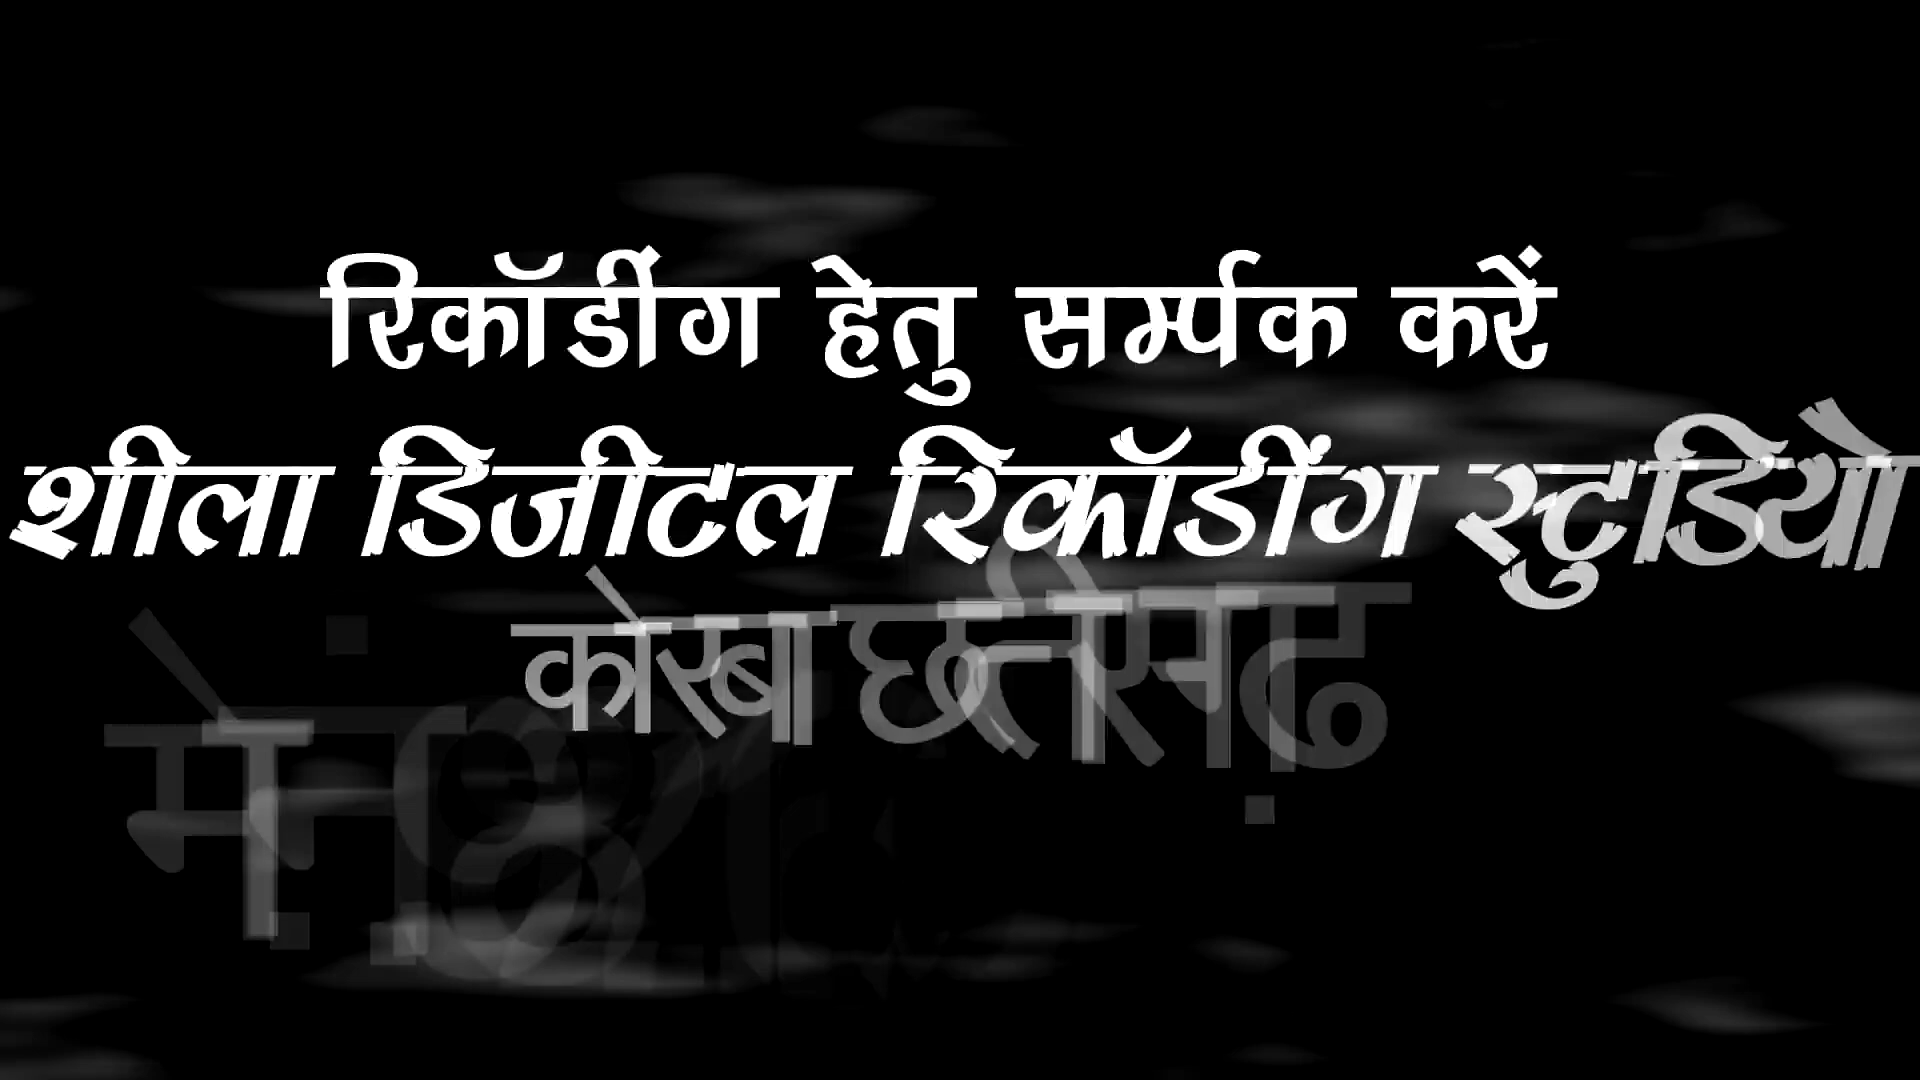 रिकॉर्डींग हेतु सर्म्पक करें
शीला डिजीटल रिकॉडींग स्टुडियो
कोरबा छत्तीसगढ़